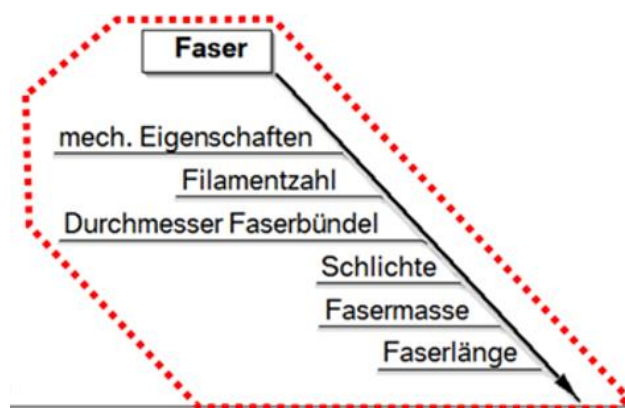 Faser
mech. Eigenschaften
Filamentzahl
Durchmesser Faserbündel
Schlichte
Fasermasse
Faserlänge